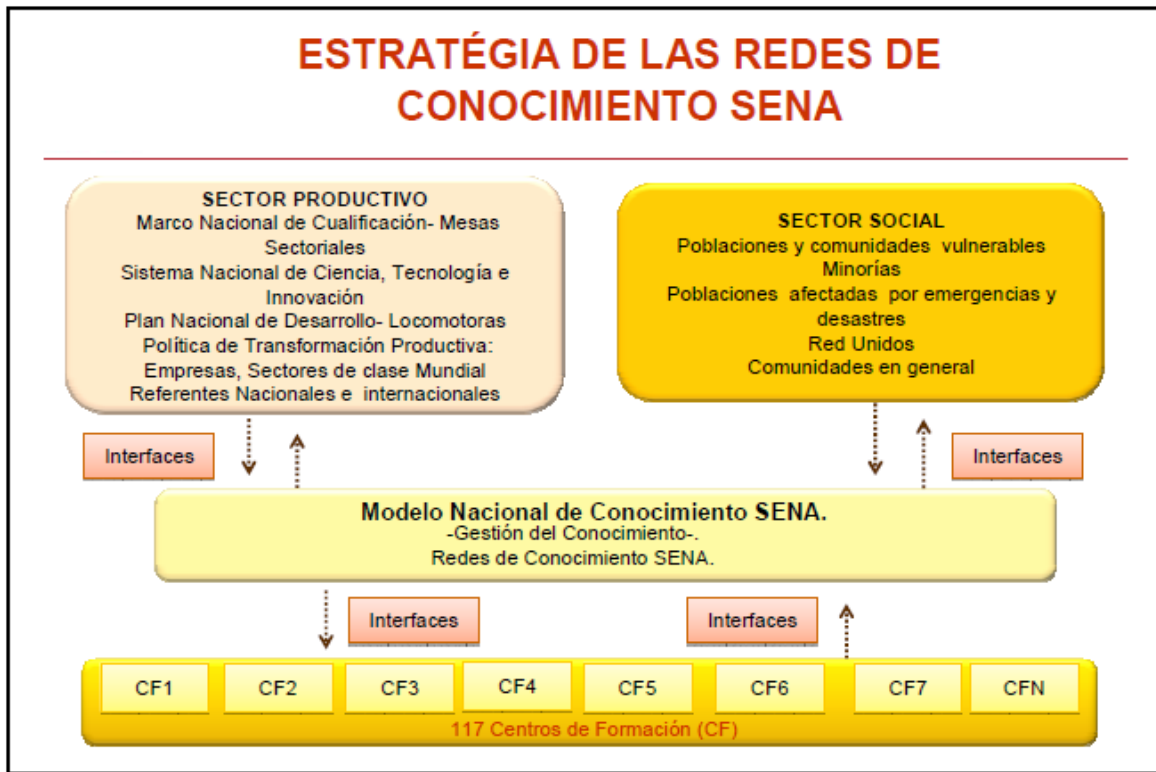 ESTRATÉGIA DE LAS REDES DE
CONOCIMIENTO SENA
SECTOR PRODUCTIVO
Marco Nacional de Cualificación- Mesas
Sectoriales
Sistema Nacional de Ciencia, Tecnología e
Innovación
Plan Nacional de Desarrollo- Locomotoras
Política de Transformación Productiva:
Empresas, Sectores de clase Mundial
Referentes Nacionales e internacionales
SECTOR SOCIAL
Poblaciones y comunidades vulnerables
Minorías
Poblaciones afectadas por emergencias y
desastres
Red Unidos
Comunidades en general
Interfaces
Interfaces
Modelo Nacional de Conocimiento SENA.
-Gestión del Conocimiento-.
Redes de Conocimiento SENA.
Interfaces
Interfaces
CF1
CF2
CF3
CF4
CF5
CF6
CF7
CFN
117 Centros de Formación (CF)